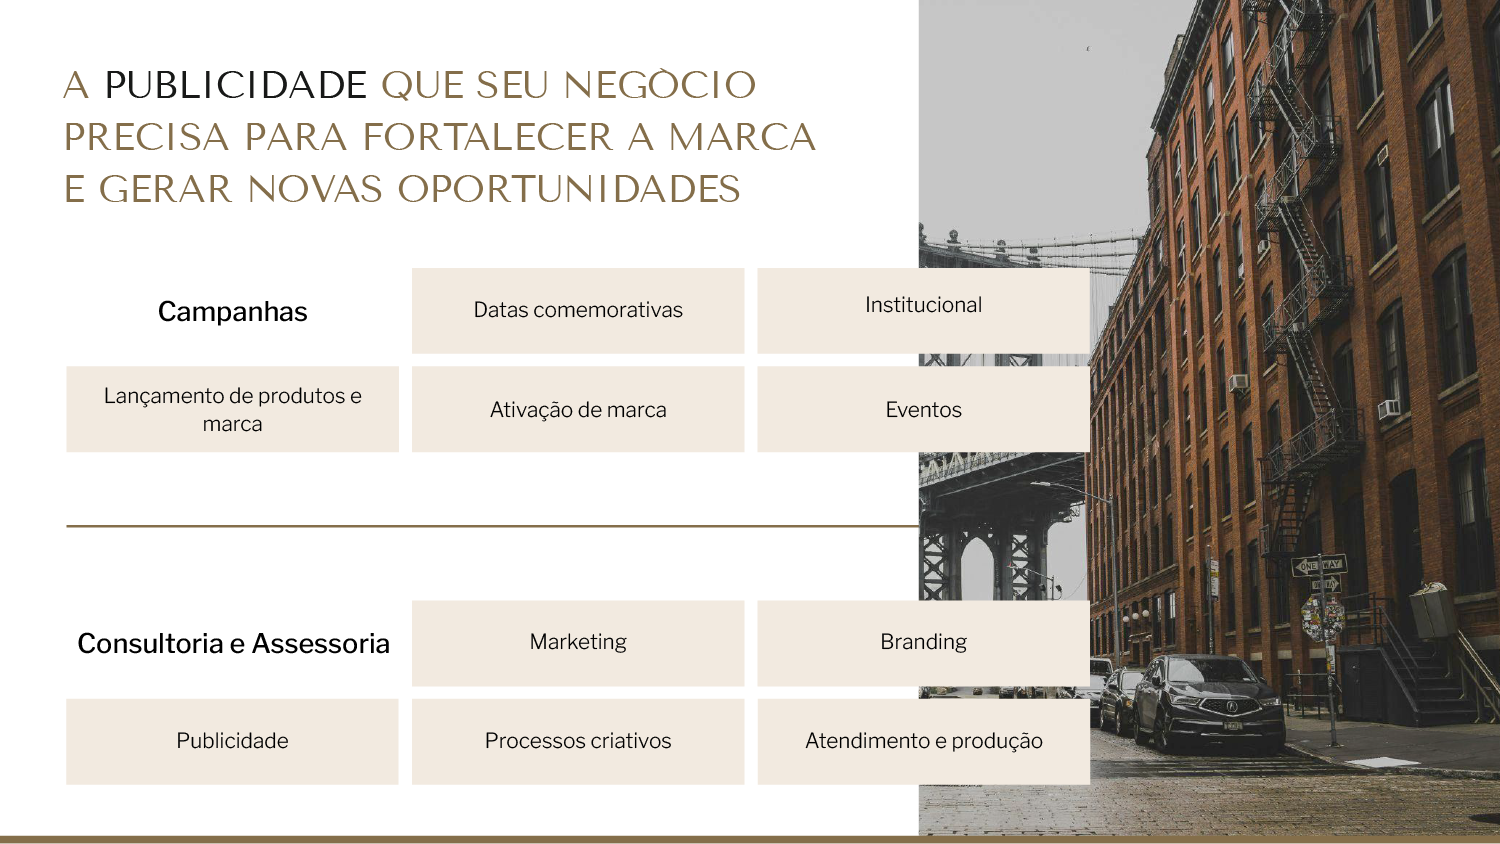 A PUBLICIDADE QUE SEU NEGÒCIO
PRECISA PARA FORTALECER A MARCA
E GERAR NOVAS OPORTUNIDADES
Campanhas
Datas comemorativas
Institucional
Lançamento de produtos e
marca
Ativação de marca
Eventos
Consultoria e Assessoria
Marketing
Branding
Publicidade
Processos criativos
Atendimento e produção
ONE WAY